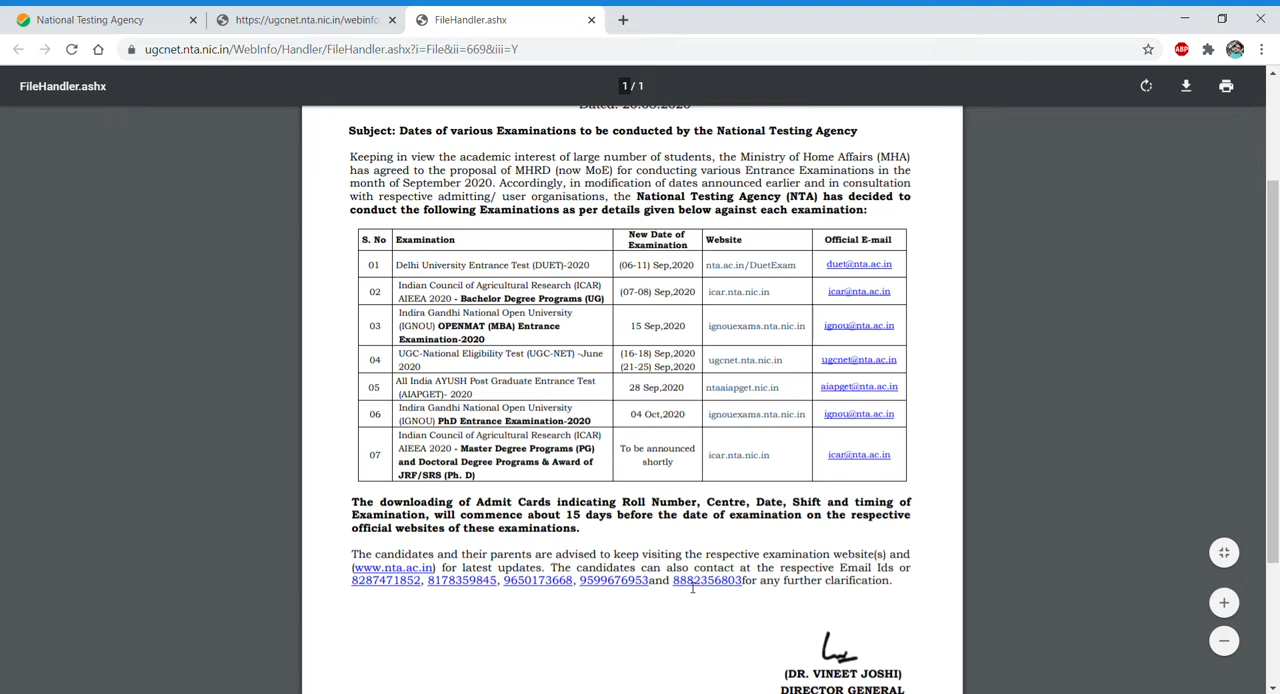 National Testing Agency
https://ugcnet.nta.nic.in/webinfo
FileHandler.ashx
ugcnet.nta.nic.in/WebInfo/Handler/FileHandler.ashx?i=File&ii=669&iii=Y
ABP
FileHandler.ashx
1 / 1
Dated: 20.08.2020
Subject: Dates of various Examinations to be conducted by the National Testing Agency
Keeping in view the academic interest of large number of students, the Ministry of Home Affairs (MHA)
has agreed to the proposal of MHRD (now MoE) for conducting various Entrance Examinations in the
month of September 2020. Accordingly, in modification of dates announced earlier and in consultation
with respective admitting/ user organisations, the National Testing Agency (NTA) has decided to
conduct the following Examinations as per details given below against each examination:
S. No Examination New Date of Examination Website Official E-mail
01 Delhi University Entrance Test (DUET)-2020 (06-11) Sep,2020 nta.ac.in/DuetExam duet@nta.ac.in
02 Indian Council of Agricultural Research (ICAR)
AIEEA 2020 - Bachelor Degree Programs (UG) (07-08) Sep,2020 icar.nta.nic.in icar@nta.ac.in
03 Indira Gandhi National Open University
(IGNOU) OPENMAT (MBA) Entrance
Examination-2020 15 Sep,2020 ignouexams.nta.nic.in ignou@nta.ac.in
04 UGC-National Eligibility Test (UGC-NET) -June
2020 (16-18) Sep,2020
(21-25) Sep,2020 ugcnet.nta.nic.in ugcnet@nta.ac.in
05 All India AYUSH Post Graduate Entrance Test
(AIAPGET)- 2020 28 Sep,2020 ntaaiapget.nic.in aiapget@nta.ac.in
06 Indira Gandhi National Open University
(IGNOU) PhD Entrance Examination-2020 04 Oct,2020 ignouexams.nta.nic.in ignou@nta.ac.in
07 Indian Council of Agricultural Research (ICAR)
AIEEA 2020 - Master Degree Programs (PG)
and Doctoral Degree Programs & Award of
JRF/SRS (Ph. D) To be announced
shortly icar.nta.nic.in icar@nta.ac.in
The downloading of Admit Cards indicating Roll Number, Centre, Date, Shift and timing of
Examination, will commence about 15 days before the date of examination on the respective
official websites of these examinations.
The candidates and their parents are advised to keep visiting the respective examination website(s) and
(www.nta.ac.in) for latest updates. The candidates can also contact at the respective Email Ids or
8287471852, 8178359845, 9650173668, 9599676953and 8882356803for any further clarification.
(DR. VINEET JOSHI)
DIRECTOR GENERAL